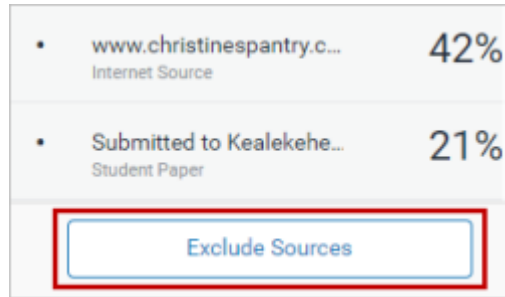 • www.christinespantry.c...
42%
Internet Source
• Submitted to Kealekehe...
21%
Student Paper
Exclude Sources